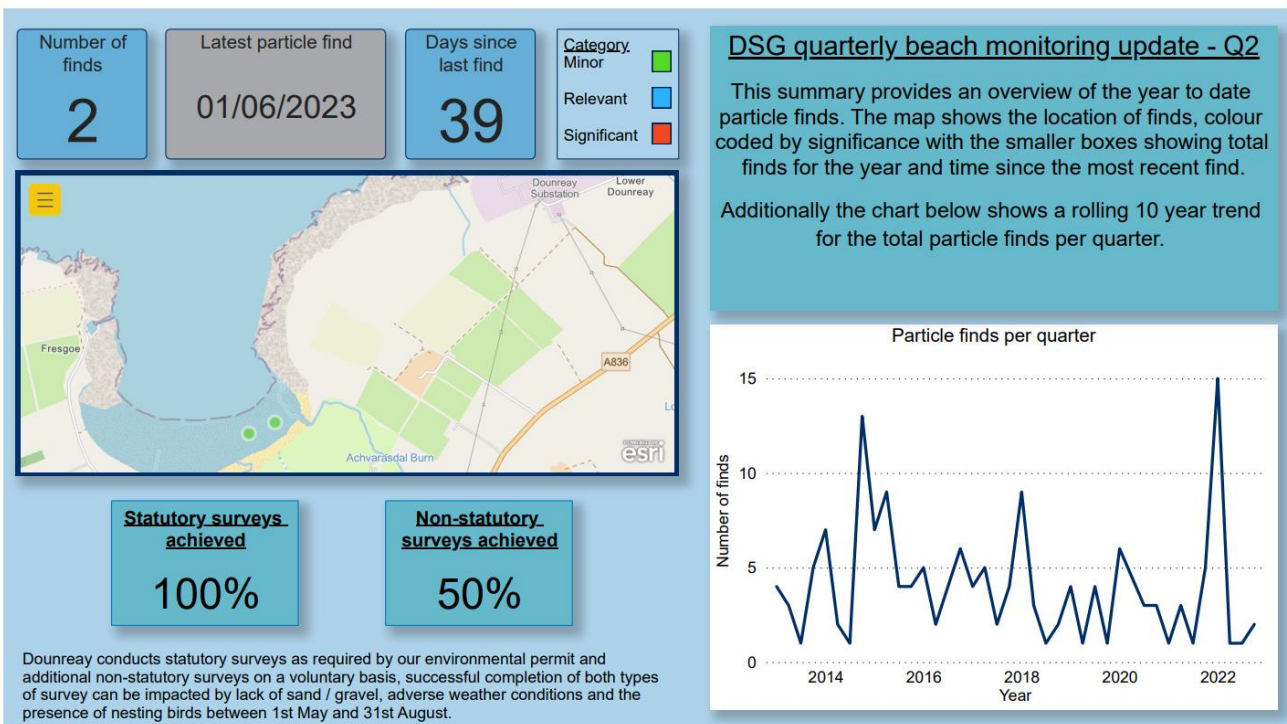 Number of
finds
2
Latest particle find
01/06/2023
Days since
last find
39
Category
Minor
Relevant
Significant
DSG quarterly beach monitoring update - Q2
This summary provides an overview of the year to date
particle finds. The map shows the location of finds, colour
coded by significance with the smaller boxes showing total
finds for the year and time since the most recent find.
Additionally the chart below shows a rolling 10 year trend
for the total particle finds per quarter.
Dounreay
Substation
Lower
Dounreay
Fresgoe
A836
Lo
Achvarasdal Burn
esri
Statutory surveys
achieved
100%
Non-statutory
surveys achieved
50%
Dounreay conducts statutory surveys as required by our environmental permit and
additional non-statutory surveys on a voluntary basis, successful completion of both types
of survey can be impacted by lack of sand / gravel, adverse weather conditions and the
presence of nesting birds between 1st May and 31st August.
Particle finds per quarter
Number of finds
15
10
5
0
2014
2016
2018
2020
2022
Year